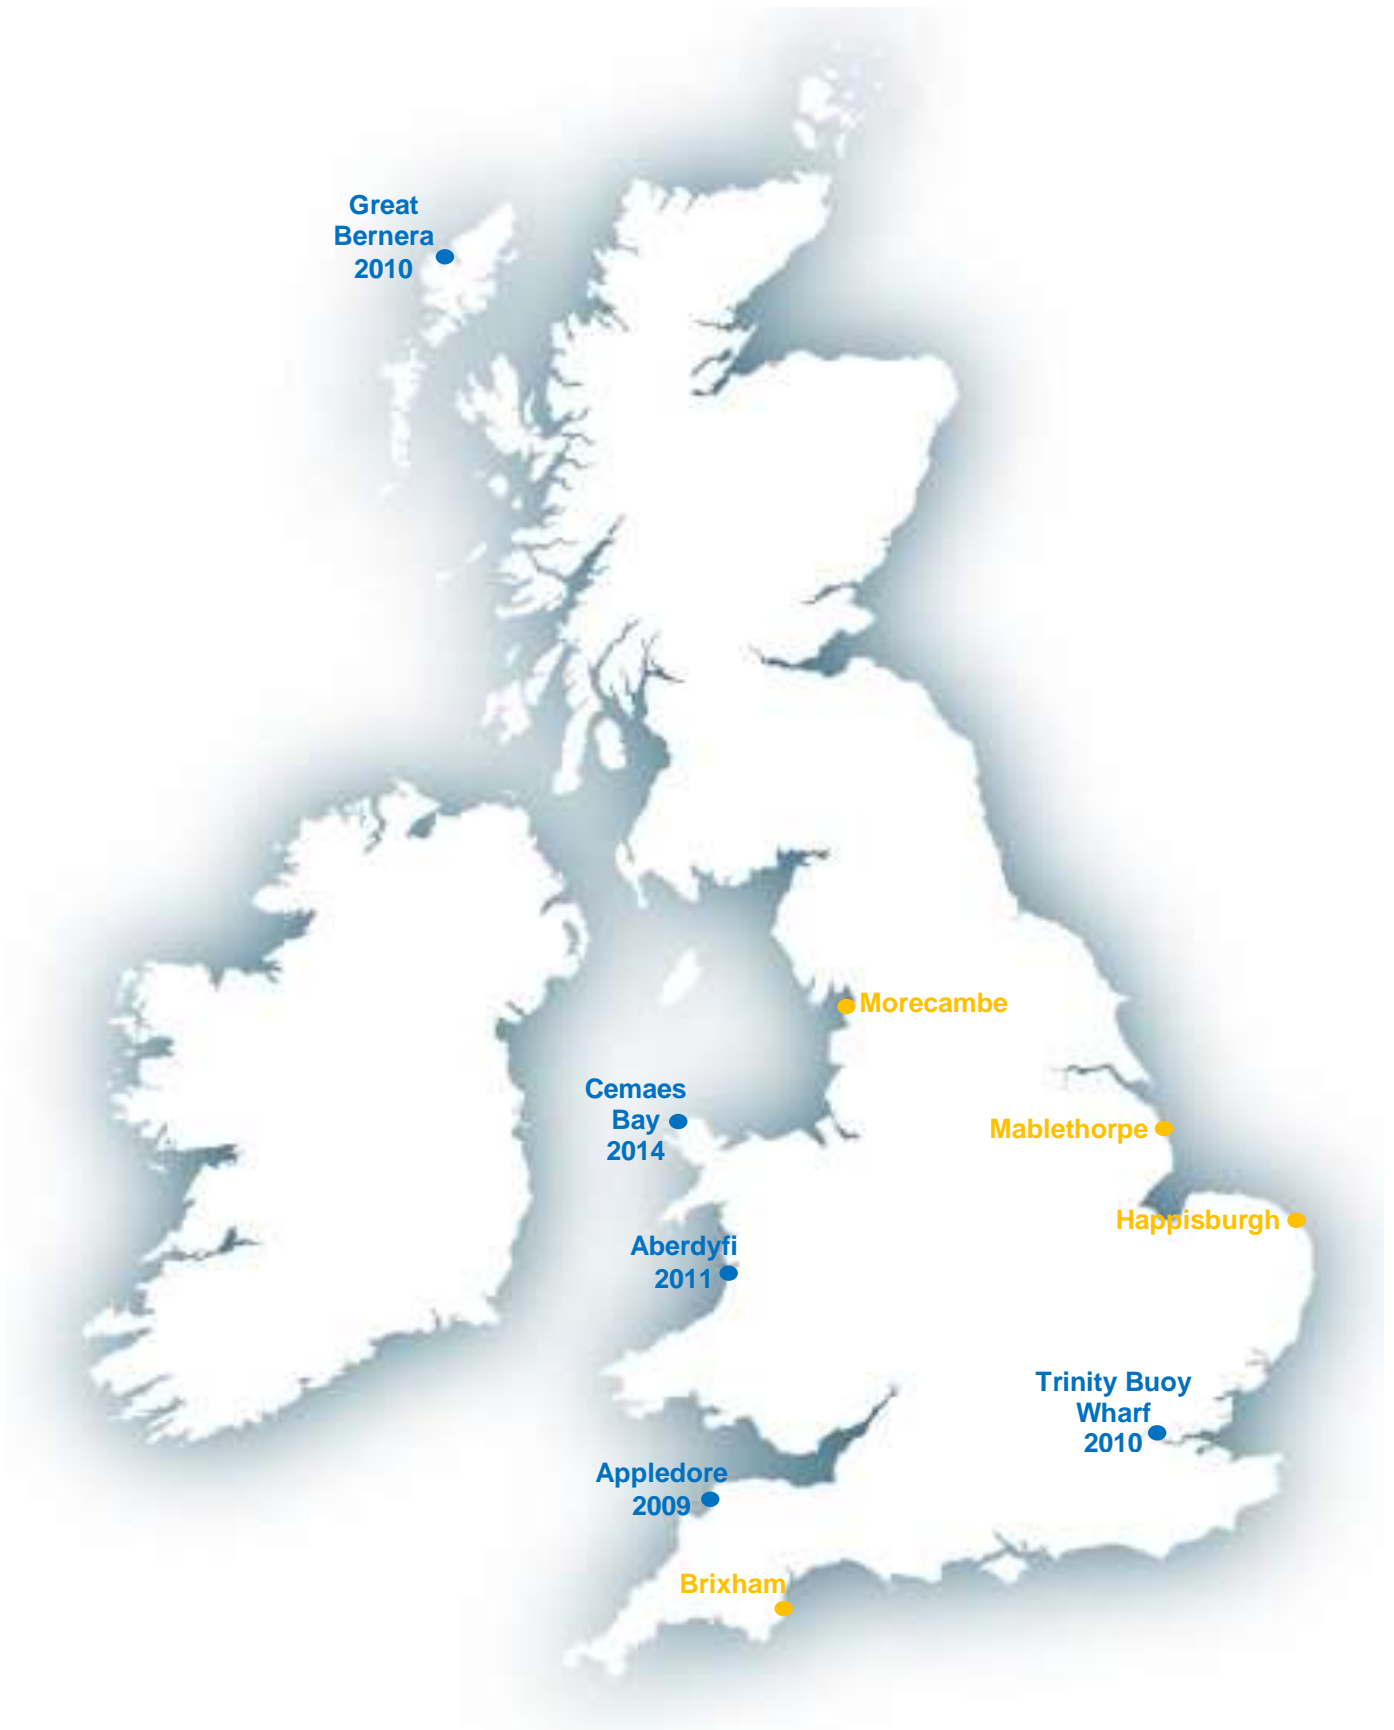 Great
Bernera
2010
Morecambe
Cemaes
Bay
2014
Mablethorpe
Happisburgh
Aberdyfi
2011
Trinity Buoy
Wharf
2010
Appledore
2009
Brixham